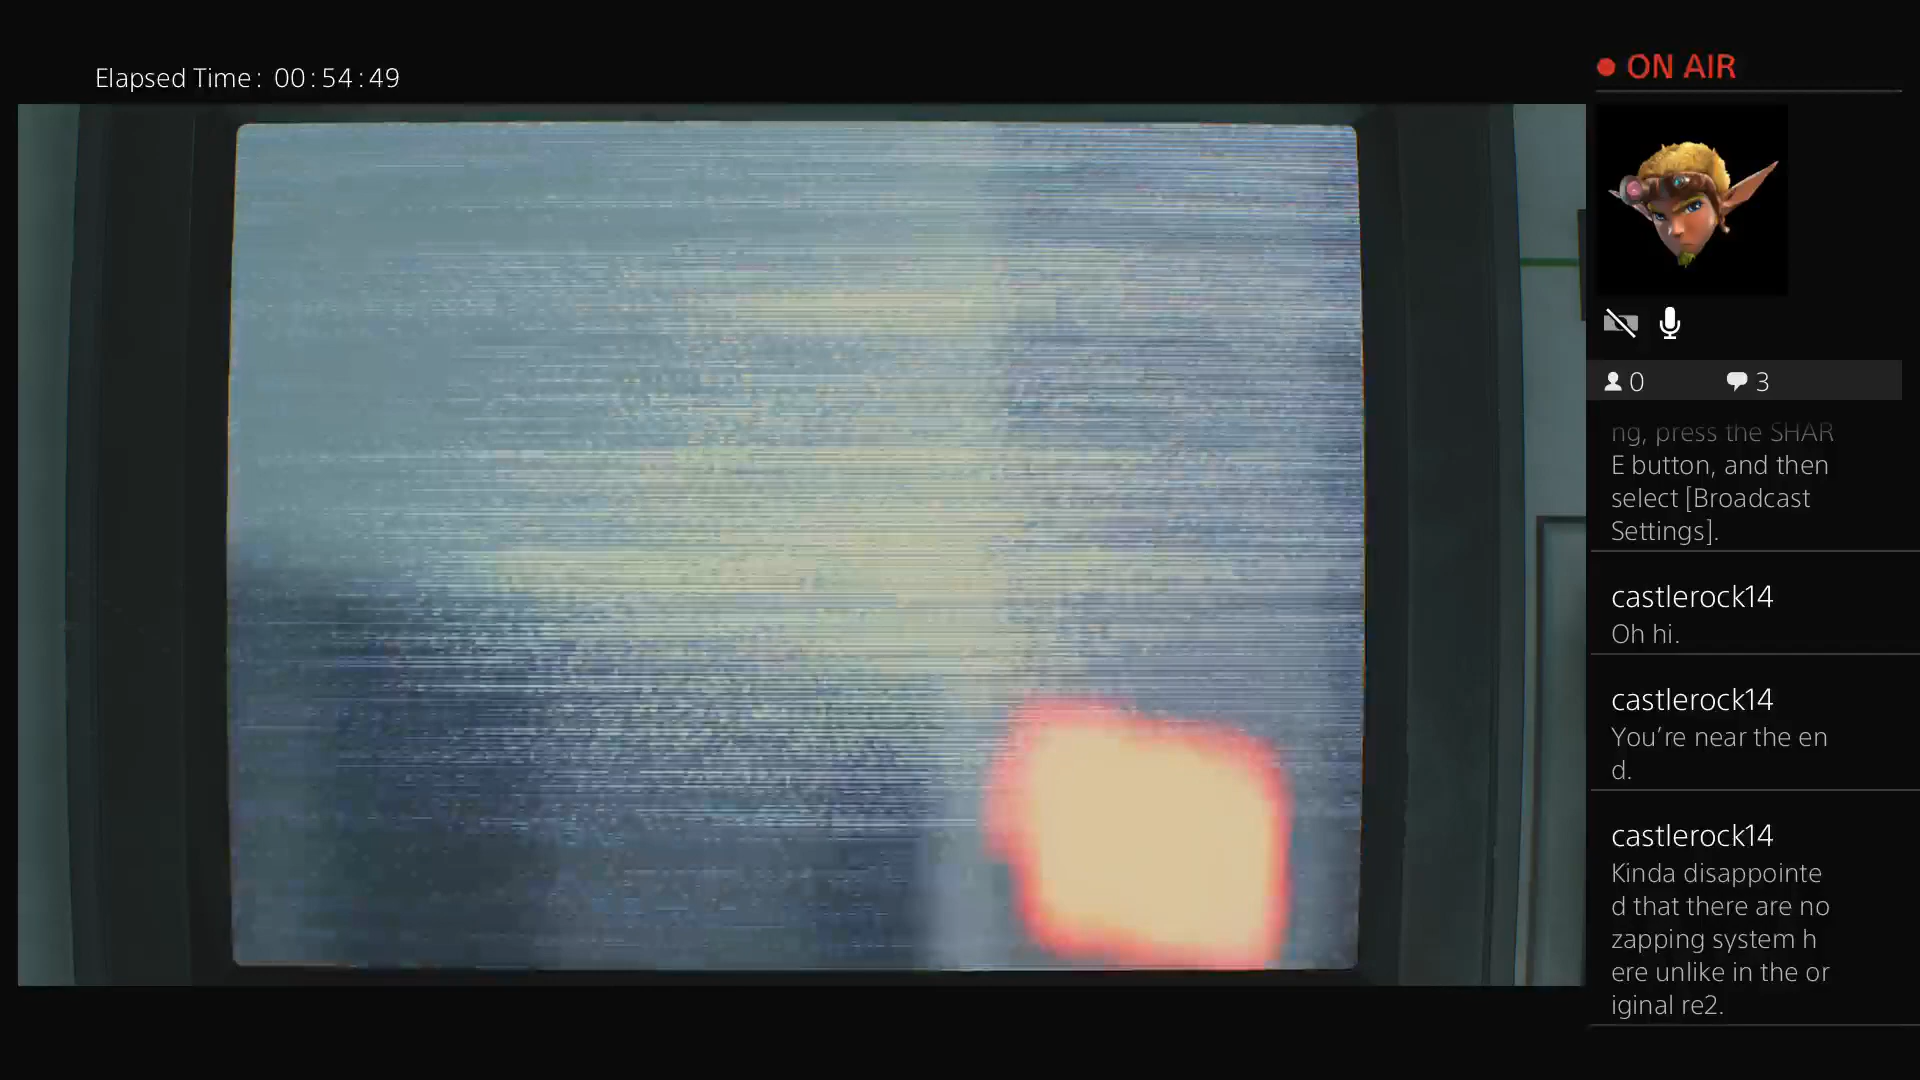 Elapsed Time: 00:54:49
ON AIR
0
3
ng, press the SHAR
E button, and then
select [Broadcast
Settings].
castlerock14
Oh hi.
castlerock14
You're near the en
d.
castlerock14
Kinda disappointe
d that there are no
zapping system h
ere unlike in the or
iginal re2.